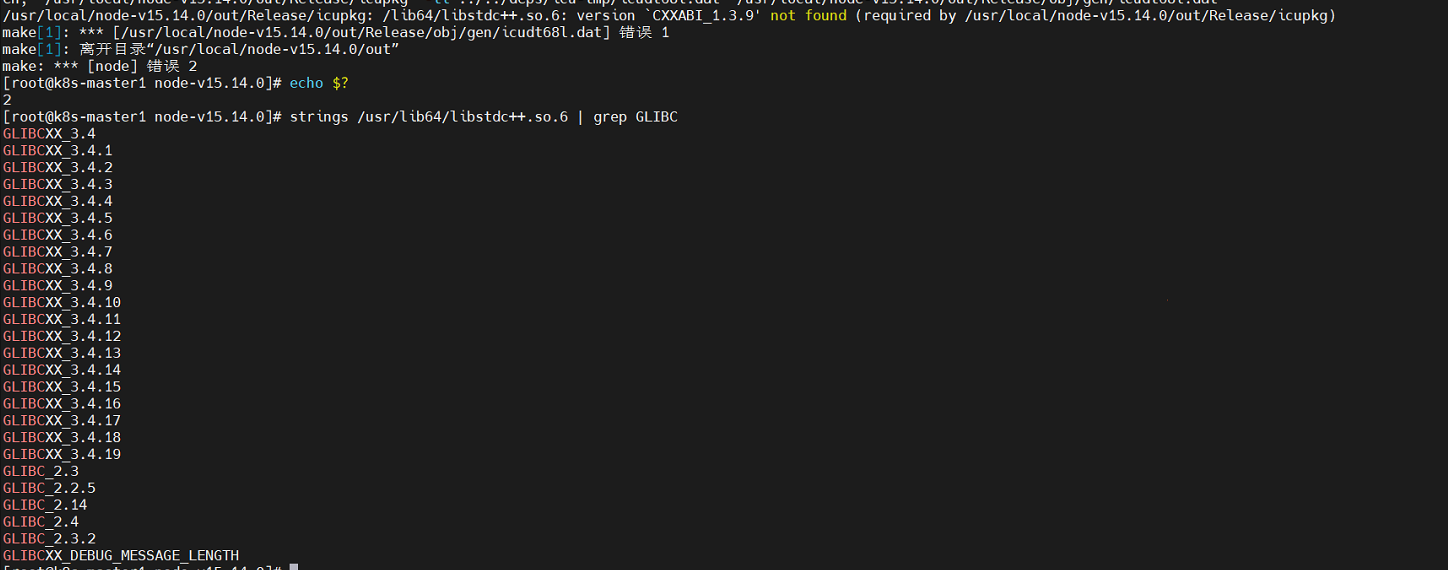 /usr/local/node-v15.14.0/out/Release/icupkg: /lib64/libstdc++.so.6: version `CXXABI_1.3.9' not found (required by /usr/local/node-v15.14.0/out/Release/icupkg)
make[1]: *** [/usr/local/node-v15.14.0/out/Release/obj/gen/icudt68l.dat] 错误 1
make[1]: 离开目录“/usr/local/node-v15.14.0/out”
make: *** [node] 错误 2
[root@k8s-master1 node-v15.14.0]# echo $?
2
[root@k8s-master1 node-v15.14.0]# strings /usr/lib64/libstdc++.so.6 | grep GLIBC
GLIBCXX_3.4
GLIBCXX_3.4.1
GLIBCXX_3.4.2
GLIBCXX_3.4.3
GLIBCXX_3.4.4
GLIBCXX_3.4.5
GLIBCXX_3.4.6
GLIBCXX_3.4.7
GLIBCXX_3.4.8
GLIBCXX_3.4.9
GLIBCXX_3.4.10
GLIBCXX_3.4.11
GLIBCXX_3.4.12
GLIBCXX_3.4.13
GLIBCXX_3.4.14
GLIBCXX_3.4.15
GLIBCXX_3.4.16
GLIBCXX_3.4.17
GLIBCXX_3.4.18
GLIBCXX_3.4.19
GLIBC_2.3
GLIBC_2.2.5
GLIBC_2.14
GLIBC_2.4
GLIBC_2.3.2
GLIBCXX_DEBUG_MESSAGE_LENGTH
[root@k8s-master1 node-v15.14.0]#